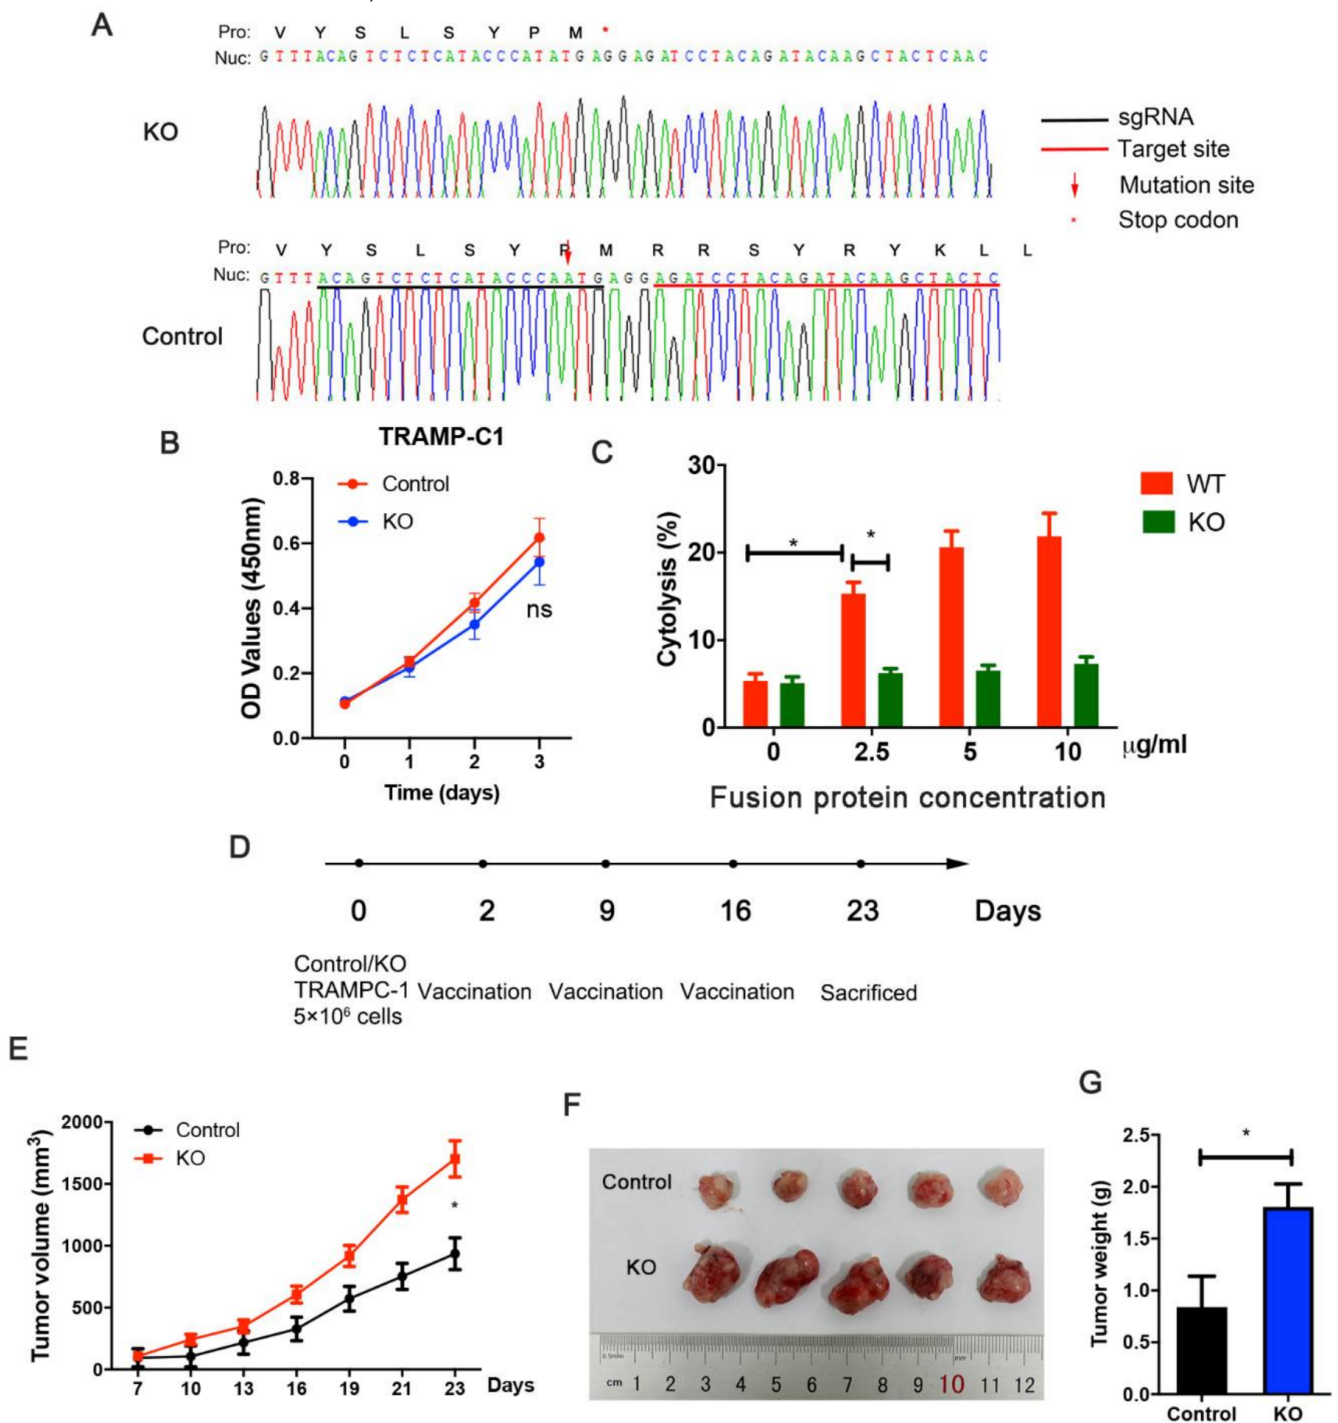 A
Pro: V Y S L S Y P M *
Nuc: G T T T A C A G T C T C T C A T A C C C A T A T G A G G A G A T C C T A C A G A T A C A A G C T A C T C A A C
KO
sgRNA
Target site
Mutation site
* Stop codon
Pro: V Y S L S Y P M R R S Y R Y K L L
Nuc: G T T T A C A G T C T C T C A T A C C C A A T G A G G A G A T C C T A C A G A T A C A A G C T A C T C
Control
B
TRAMP-C1
Control
KO
OD Values (450nm)
0.8
0.6
0.4
0.2
0.0
ns
0 1 2 3
Time (days)
C
WT
KO
Cytolysis (%)
30
20
10
0
* *
0 2.5 5 10 μg/ml
Fusion protein concentration
D
0 2 9 16 23 Days
Control/KO
TRAMPC-1 Vaccination Vaccination Vaccination Sacrificed
5×10⁶ cells
E
Control
KO
Tumor volume (mm³)
2000
1500
1000
500
0
*
7 10 13 16 19 21 23 Days
F
Control
KO
0.5mm mm
cm 1 2 3 4 5 6 7 8 9 10 11 12
G
Tumor weight (g)
2.5
2.0
1.5
1.0
0.5
0.0
*
Control KO